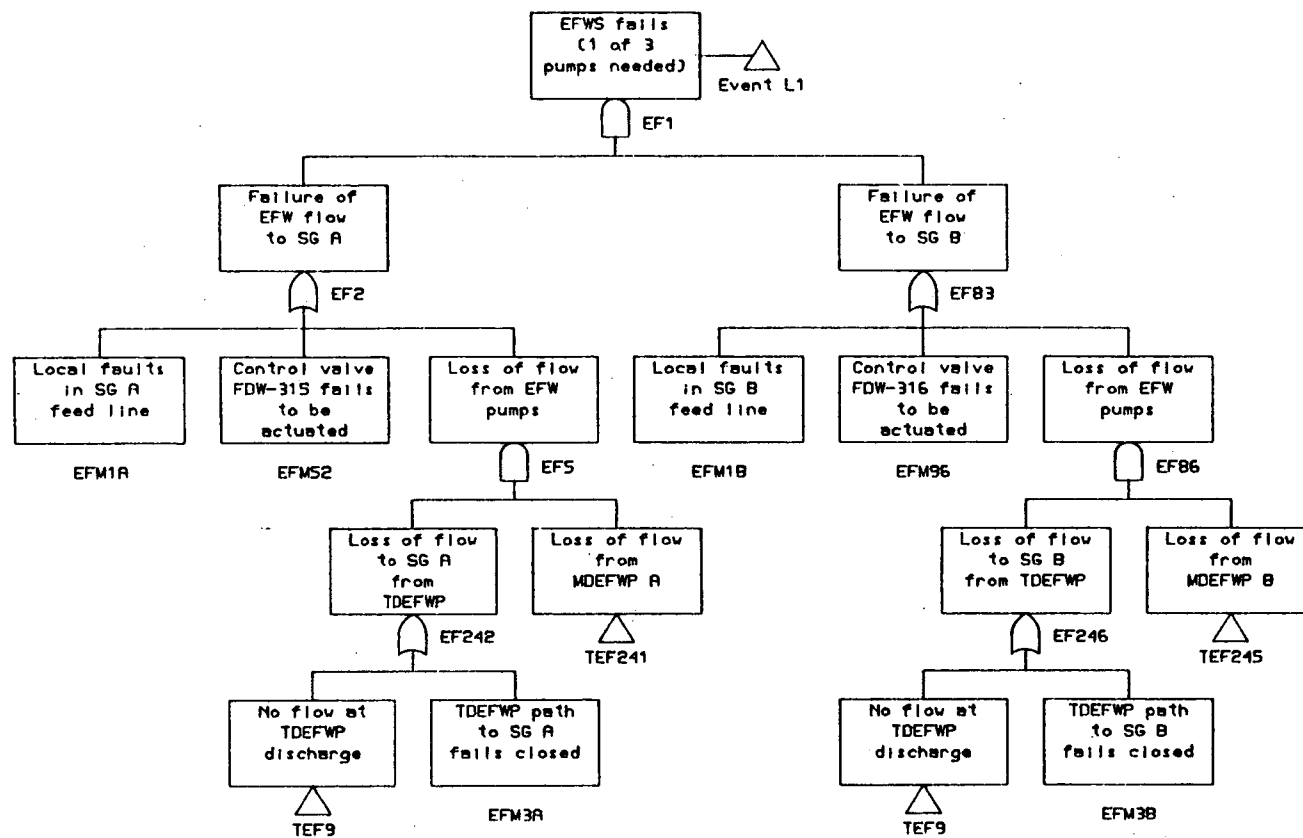 EFWS fails
(1 of 3
pumps needed)
Event L1
EF1
Failure of
EFW flow
to SG A
Failure of
EFW flow
to SG B
EF2
EF83
Local faults
in SG A
feed line
Control valve
FDW-315 fails
to be
actuated
Loss of flow
from EFW
pumps
Local faults
in SG B
feed line
Control valve
FDW-316 fails
to be
actuated
Loss of flow
from EFW
pumps
EFM1A
EFM52
EF5
EFM1B
EFM96
EF86
Loss of flow
to SG A
from
TDEFWP
Loss of flow
from
MDEFWP A
Loss of flow
to SG B
from TDEFWP
Loss of flow
from
MDEFWP B
EF242
TEF241
EF246
TEF245
No flow at
TDEFWP
discharge
TDEFWP path
to SG A
fails closed
No flow at
TDEFWP
discharge
TDEFWP path
to SG B
fails closed
TEF9
EFM3A
TEF9
EFM3B